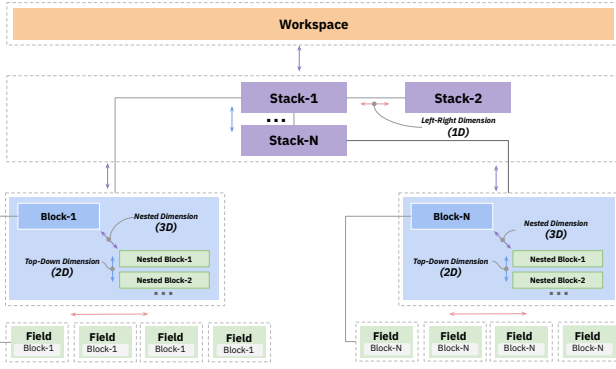 Workspace
Stack-1
Stack-2
...
Left-Right Dimension
(1D)
Stack-N
Block-1
Nested Dimension
(3D)
Top-Down Dimension
(2D)
Nested Block-1
Nested Block-2
...
Block-N
Nested Dimension
(3D)
Top-Down Dimension
(2D)
Nested Block-1
Nested Block-2
...
Field
Block-1
Field
Block-1
Field
Block-1
Field
Block-1
Field
Block-N
Field
Block-N
Field
Block-N
Field
Block-N